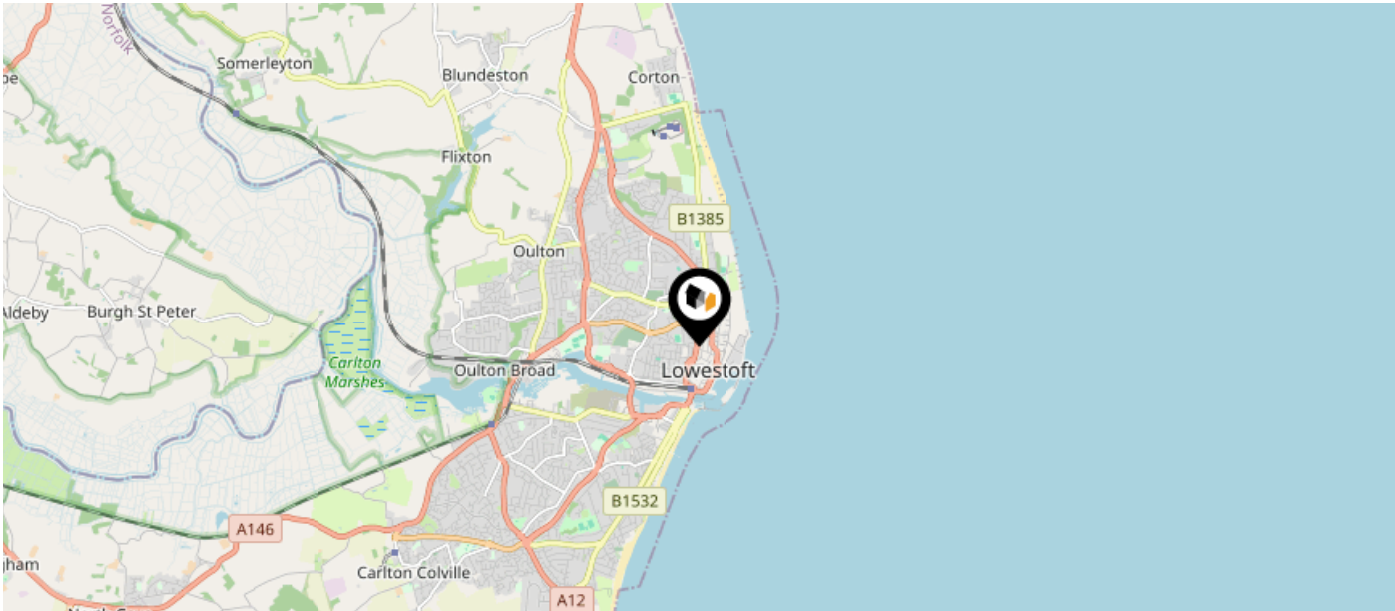 Norfolk
Somerleyton
Blundeston
Corton
Flixton
B1385
Oulton
Burgh St Peter
Aldeby
Carlton
Marshes
Oulton Broad
Lowestoft
B1532
A146
Carlton Colville
A12